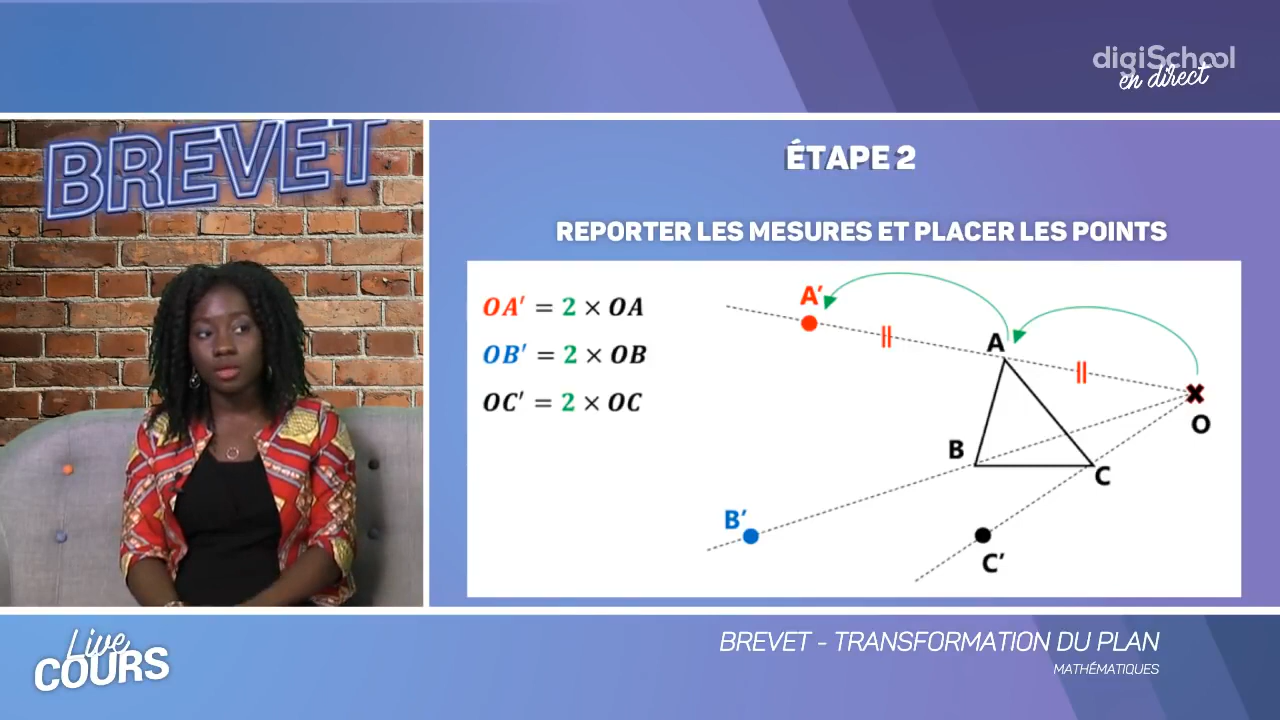 digiSchool
en direct
BREVET
ÉTAPE 2
REPORTER LES MESURES ET PLACER LES POINTS
OA' = 2 × OA
OB' = 2 × OB
OC' = 2 × OC
A'
A
O
B
C
B'
C'
Live
COURS
BREVET - TRANSFORMATION DU PLAN
MATHÉMATIQUES